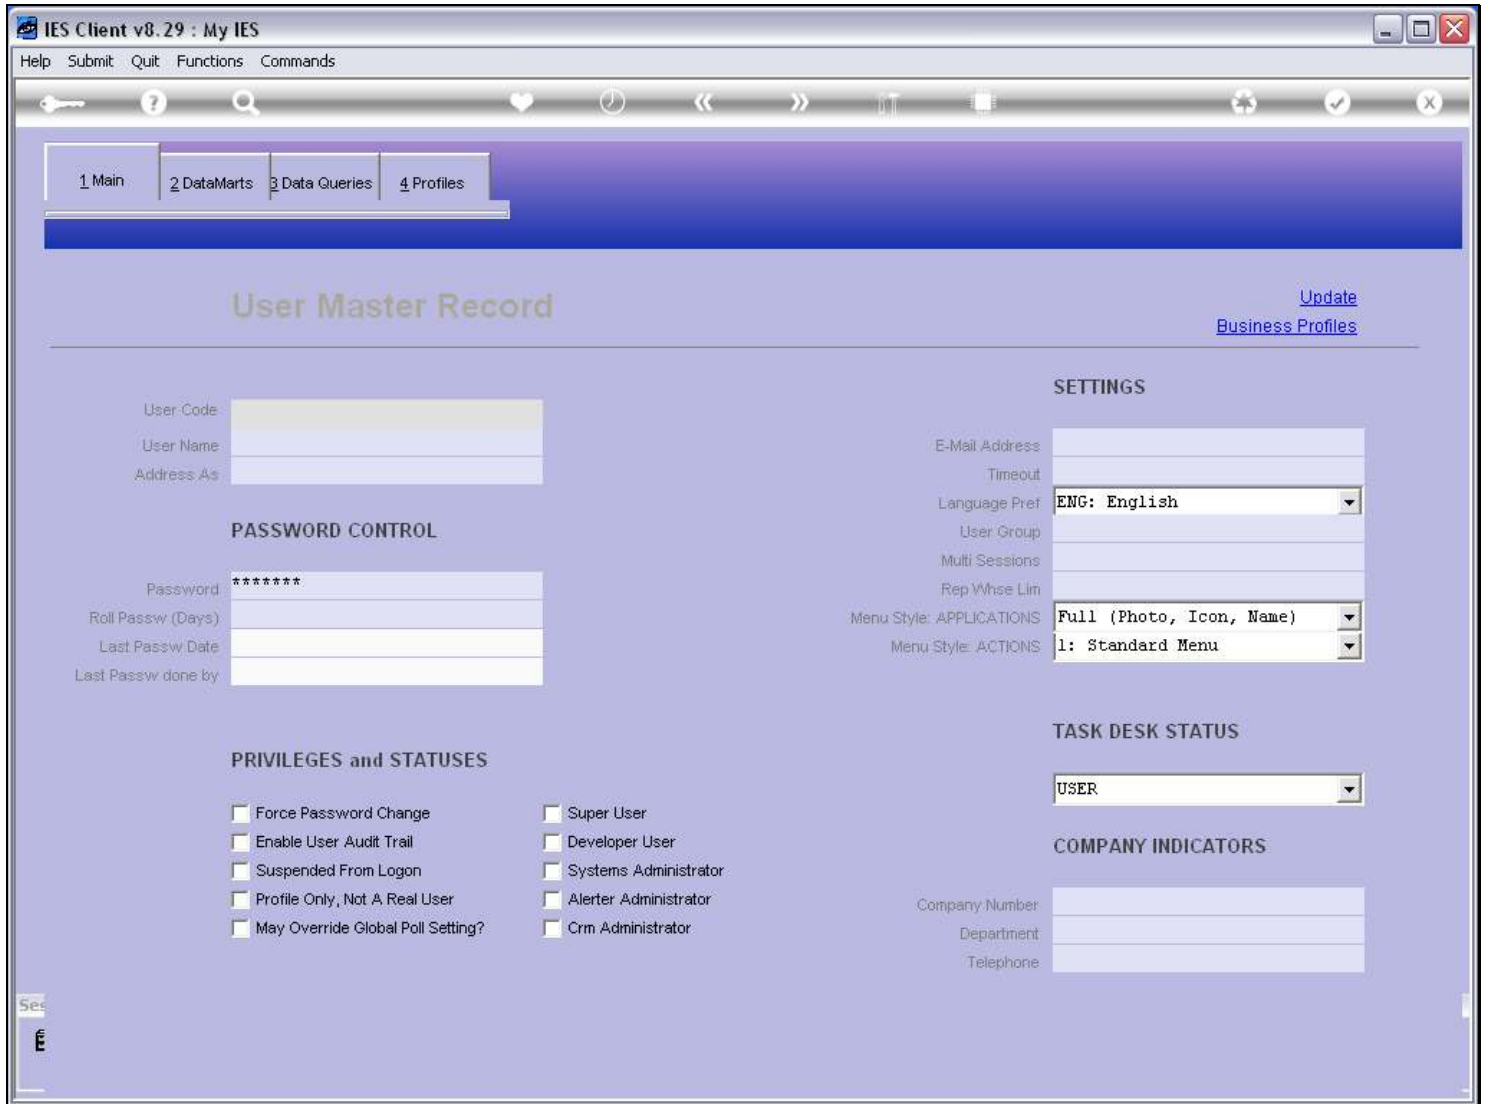 IES Client v8.29 : My IES
Help Submit Quit Functions Commands
1 Main
2 DataMarts
3 Data Queries
4 Profiles
User Master Record
Update
Business Profiles
User Code
User Name
Address As
PASSWORD CONTROL
Password *******
Roll Passw (Days)
Last Passw Date
Last Passw done by
PRIVILEGES and STATUSES
Force Password Change
Enable User Audit Trail
Suspended From Logon
Profile Only, Not A Real User
May Override Global Poll Setting?
Super User
Developer User
Systems Administrator
Alerter Administrator
Crm Administrator
SETTINGS
E-Mail Address
Timeout
Language Pref ENG: English
User Group
Multi Sessions
Rep Whse Lim
Menu Style: APPLICATIONS Full (Photo, Icon, Name)
Menu Style: ACTIONS 1: Standard Menu
TASK DESK STATUS
USER
COMPANY INDICATORS
Company Number
Department
Telephone